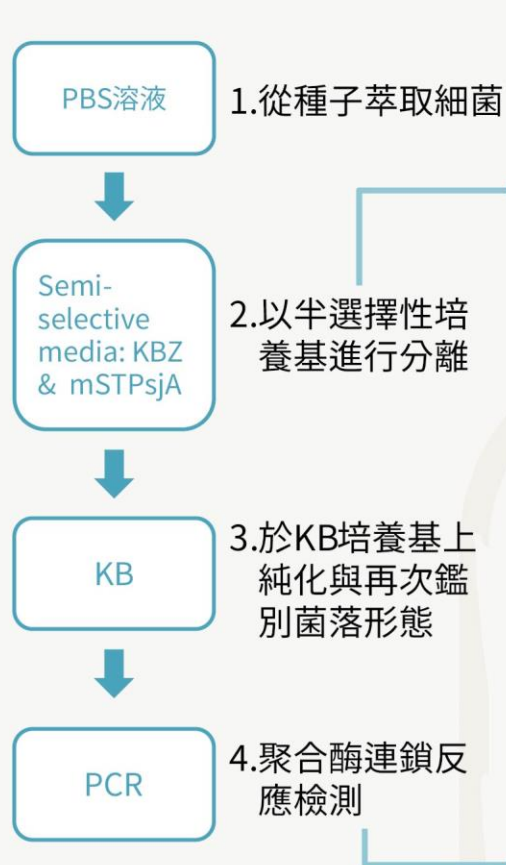 PBS溶液
1.從種子萃取細菌
Semi-
selective
media: KBZ
& mSTPsjA
2.以半選擇性培
養基進行分離
KB
3.於KB培養基上
純化與再次鑑
別菌落形態
PCR
4.聚合酶連鎖反
應檢測